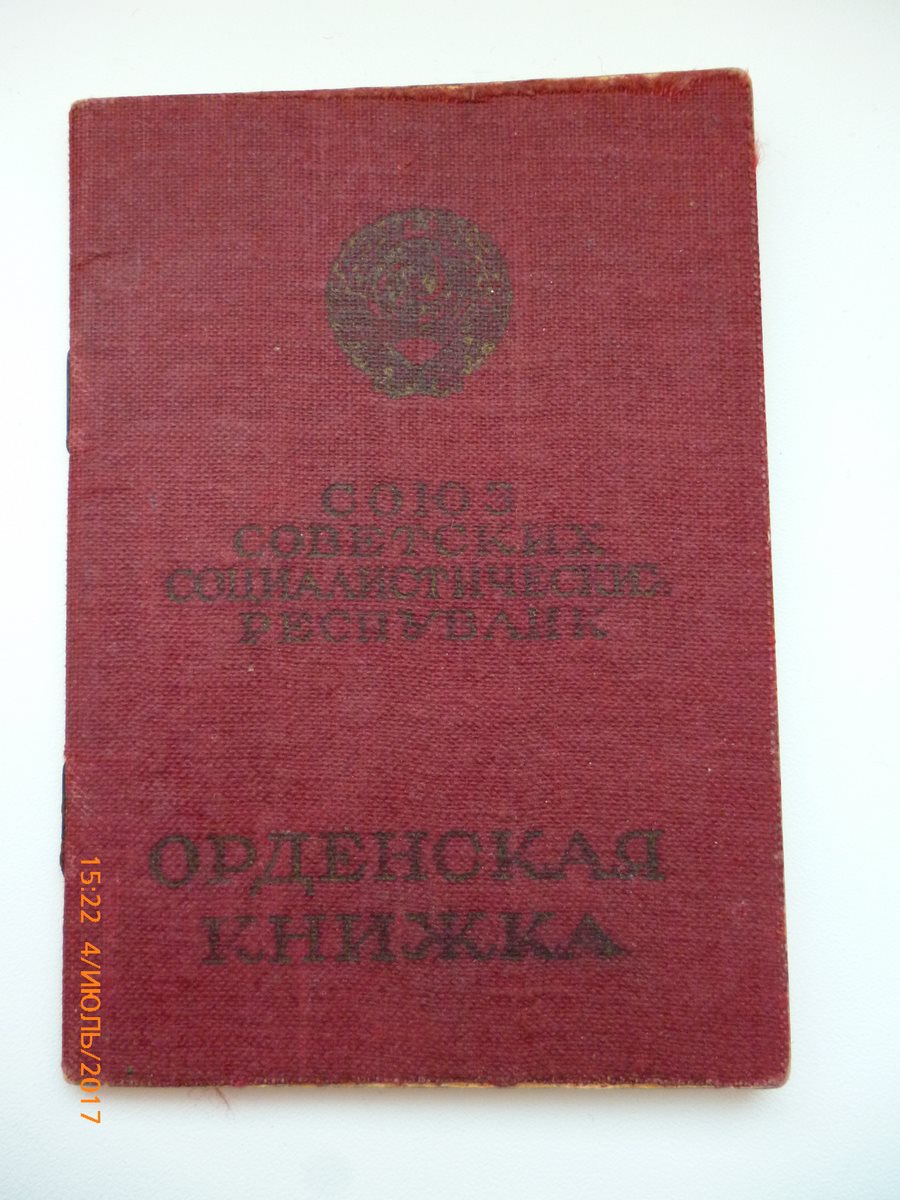 СОЮЗ
СОВЕТСКИХ
СОЦИАЛИСТИЧЕСКИХ
РЕСПУБЛИК
ОРДЕНСКАЯ
КНИЖКА
15:22 4/ИЮЛЬ/2017